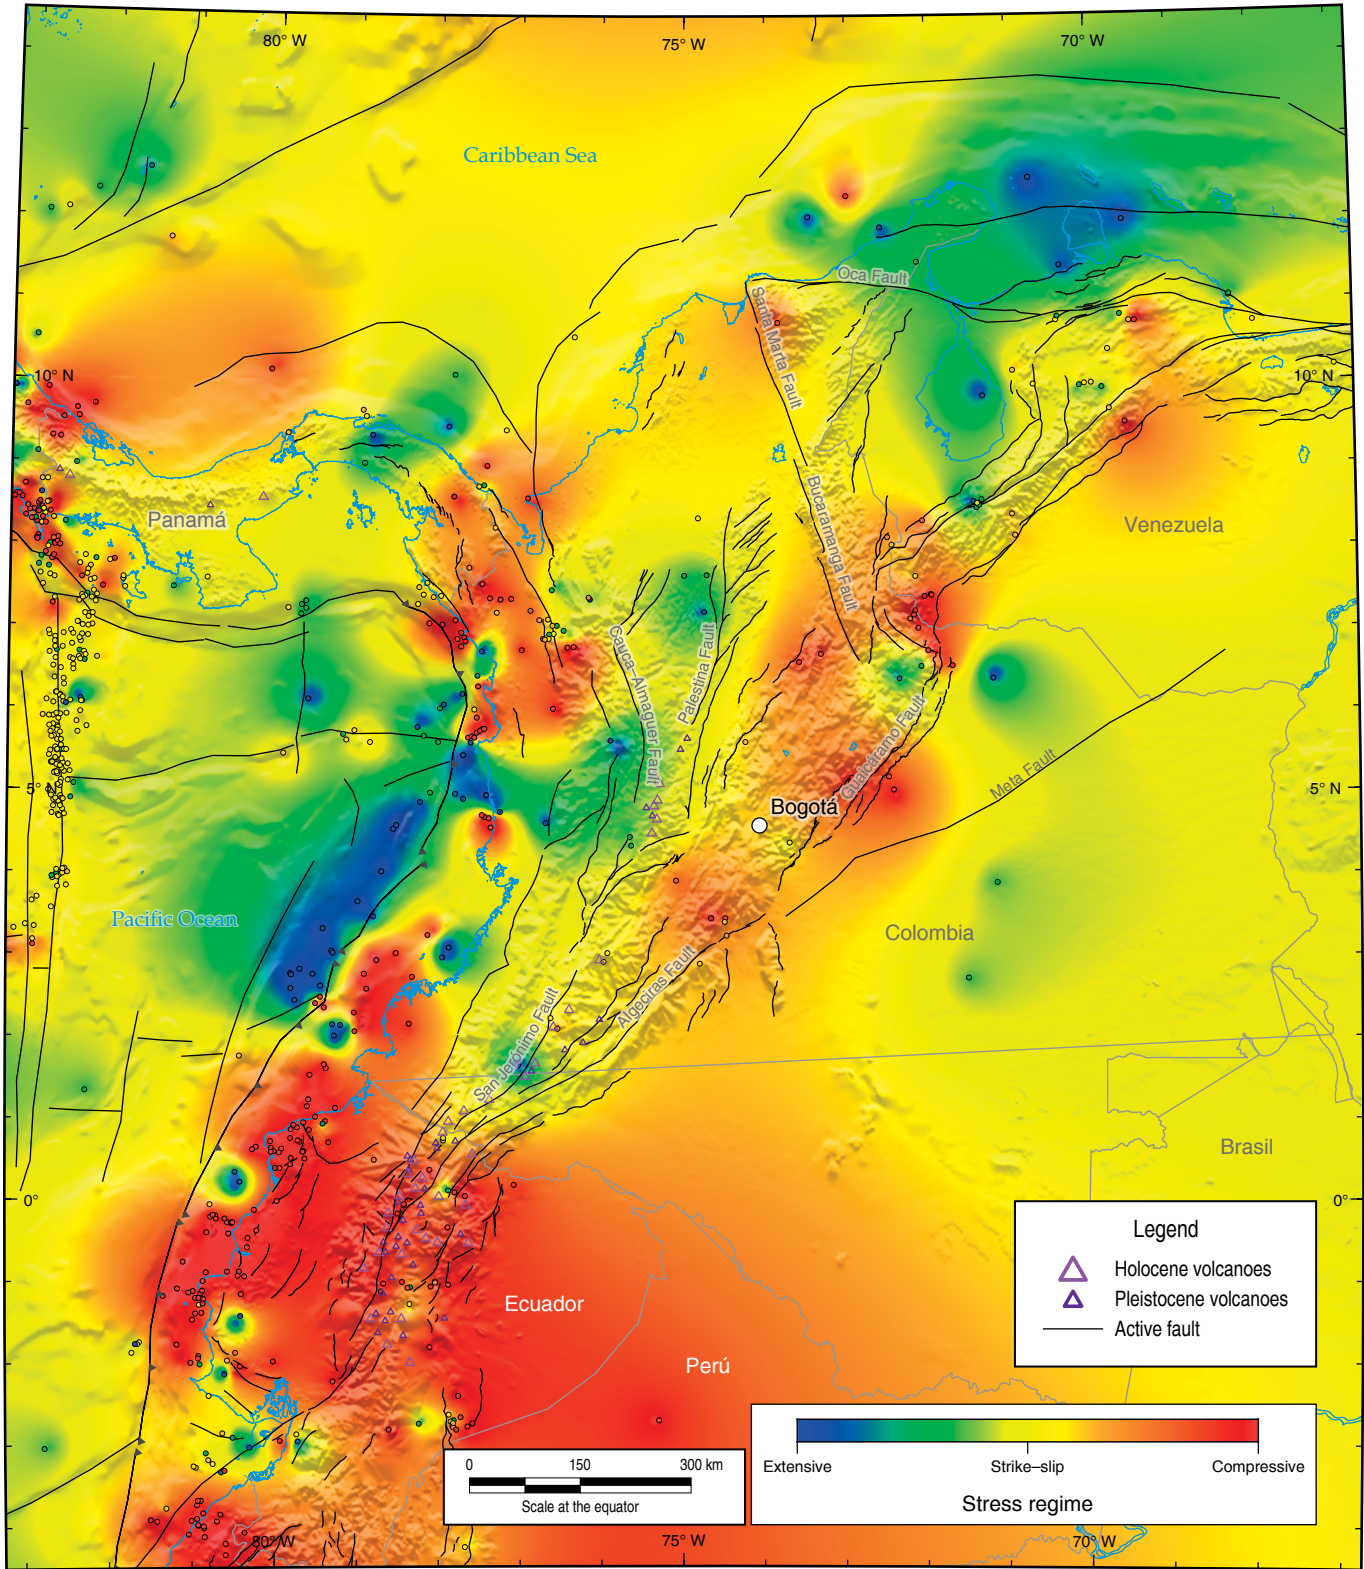 80° W
75° W
70° W
Caribbean Sea
Oca Fault
Santa Marta Fault
10° N
10° N
Bucaramanga Fault
Panamá
Venezuela
Cauca–Almaguer Fault
Palestina Fault
Guaicáramo Fault
Meta Fault
5° N
5° N
Bogotá
Pacific Ocean
Colombia
Algeciras Fault
San Jerónimo Fault
Brasil
0°
0°
Ecuador
Perú
Legend
Holocene volcanoes
Pleistocene volcanoes
Active fault
0 150 300 km
Scale at the equator
Extensive Strike–slip Compressive
Stress regime
80° W
75° W
70° W